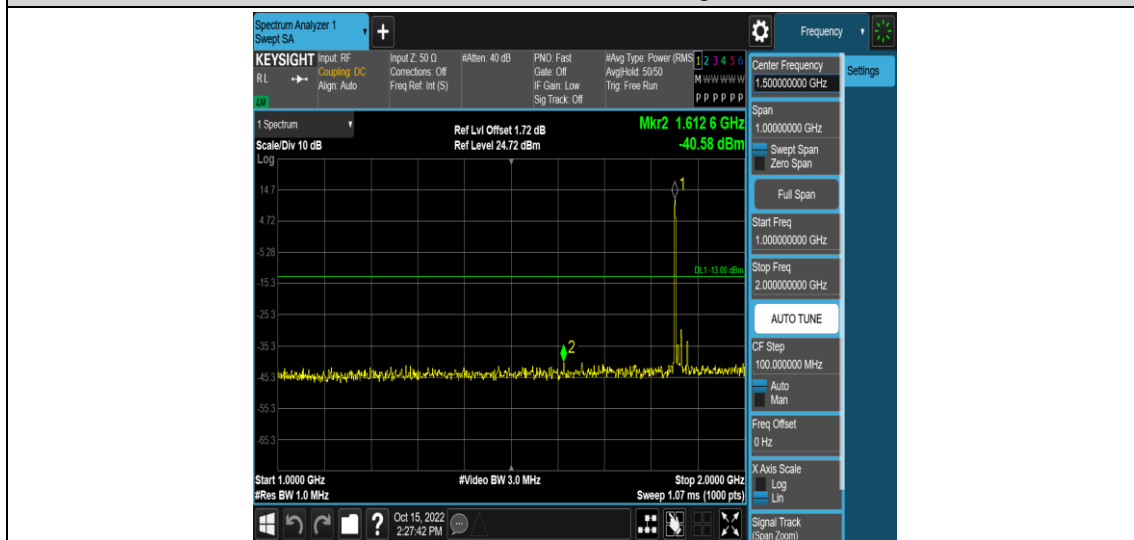 Spectrum Analyzer 1
Swept SA
+
Frequency
KEYSIGHT
RL
LXI
Input: RF
Coupling: DC
Align: Auto
Input Z: 50 Ω
Corrections: Off
Freq Ref: Int (S)
#Atten: 40 dB
PNO: Fast
Gate: Off
IF Gain: Low
Sig Track: Off
#Avg Type: Power (RMS
Avg|Hold: 50/50
Trig: Free Run
1 2 3 4 5 6
M W W W W W
P P P P P P
1 Spectrum
Scale/Div 10 dB
Ref Lvl Offset 1.72 dB
Ref Level 24.72 dBm
Mkr2 1.612 6 GHz
-40.58 dBm
Log
14.7
4.72
-5.28
-15.3
-25.3
-35.3
-45.3
-55.3
-65.3
1
DL1 -13.00 dBm
2
Start 1.0000 GHz
#Res BW 1.0 MHz
#Video BW 3.0 MHz
Stop 2.0000 GHz
Sweep 1.07 ms (1000 pts)
?
Oct 15, 2022
2:27:42 PM
Center Frequency
1.500000000 GHz
Settings
Span
1.00000000 GHz
Swept Span
Zero Span
Full Span
Start Freq
1.000000000 GHz
Stop Freq
2.000000000 GHz
AUTO TUNE
CF Step
100.000000 MHz
Auto
Man
Freq Offset
0 Hz
X Axis Scale
Log
Lin
Signal Track
(Span Zoom)